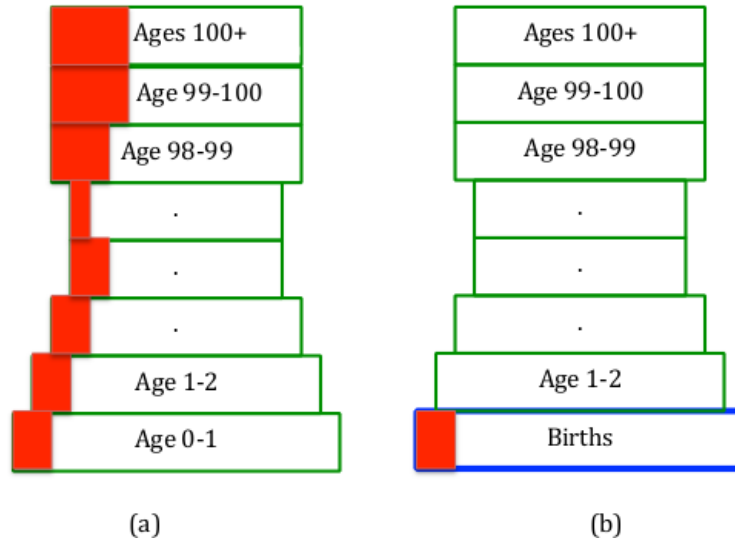 Ages 100+
Age 99-100
Age 98-99
.
.
.
Age 1-2
Age 0-1
(a)
Ages 100+
Age 99-100
Age 98-99
.
.
.
Age 1-2
Births
(b)